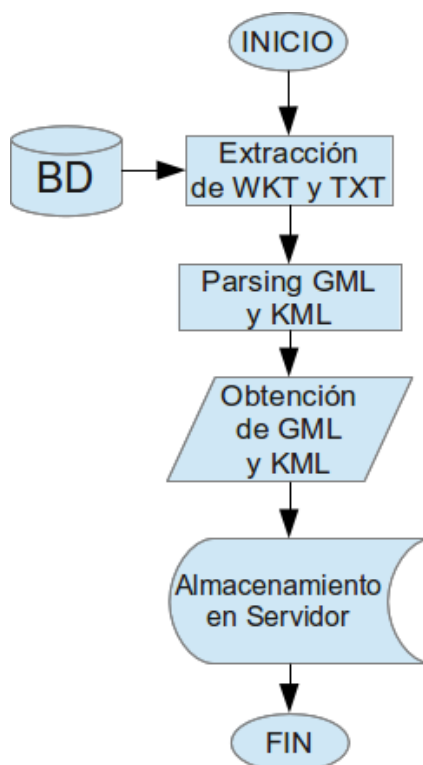 INICIO
BD
Extracción
de WKT y TXT
Parsing GML
y KML
Obtención
de GML
y KML
Almacenamiento
en Servidor
FIN